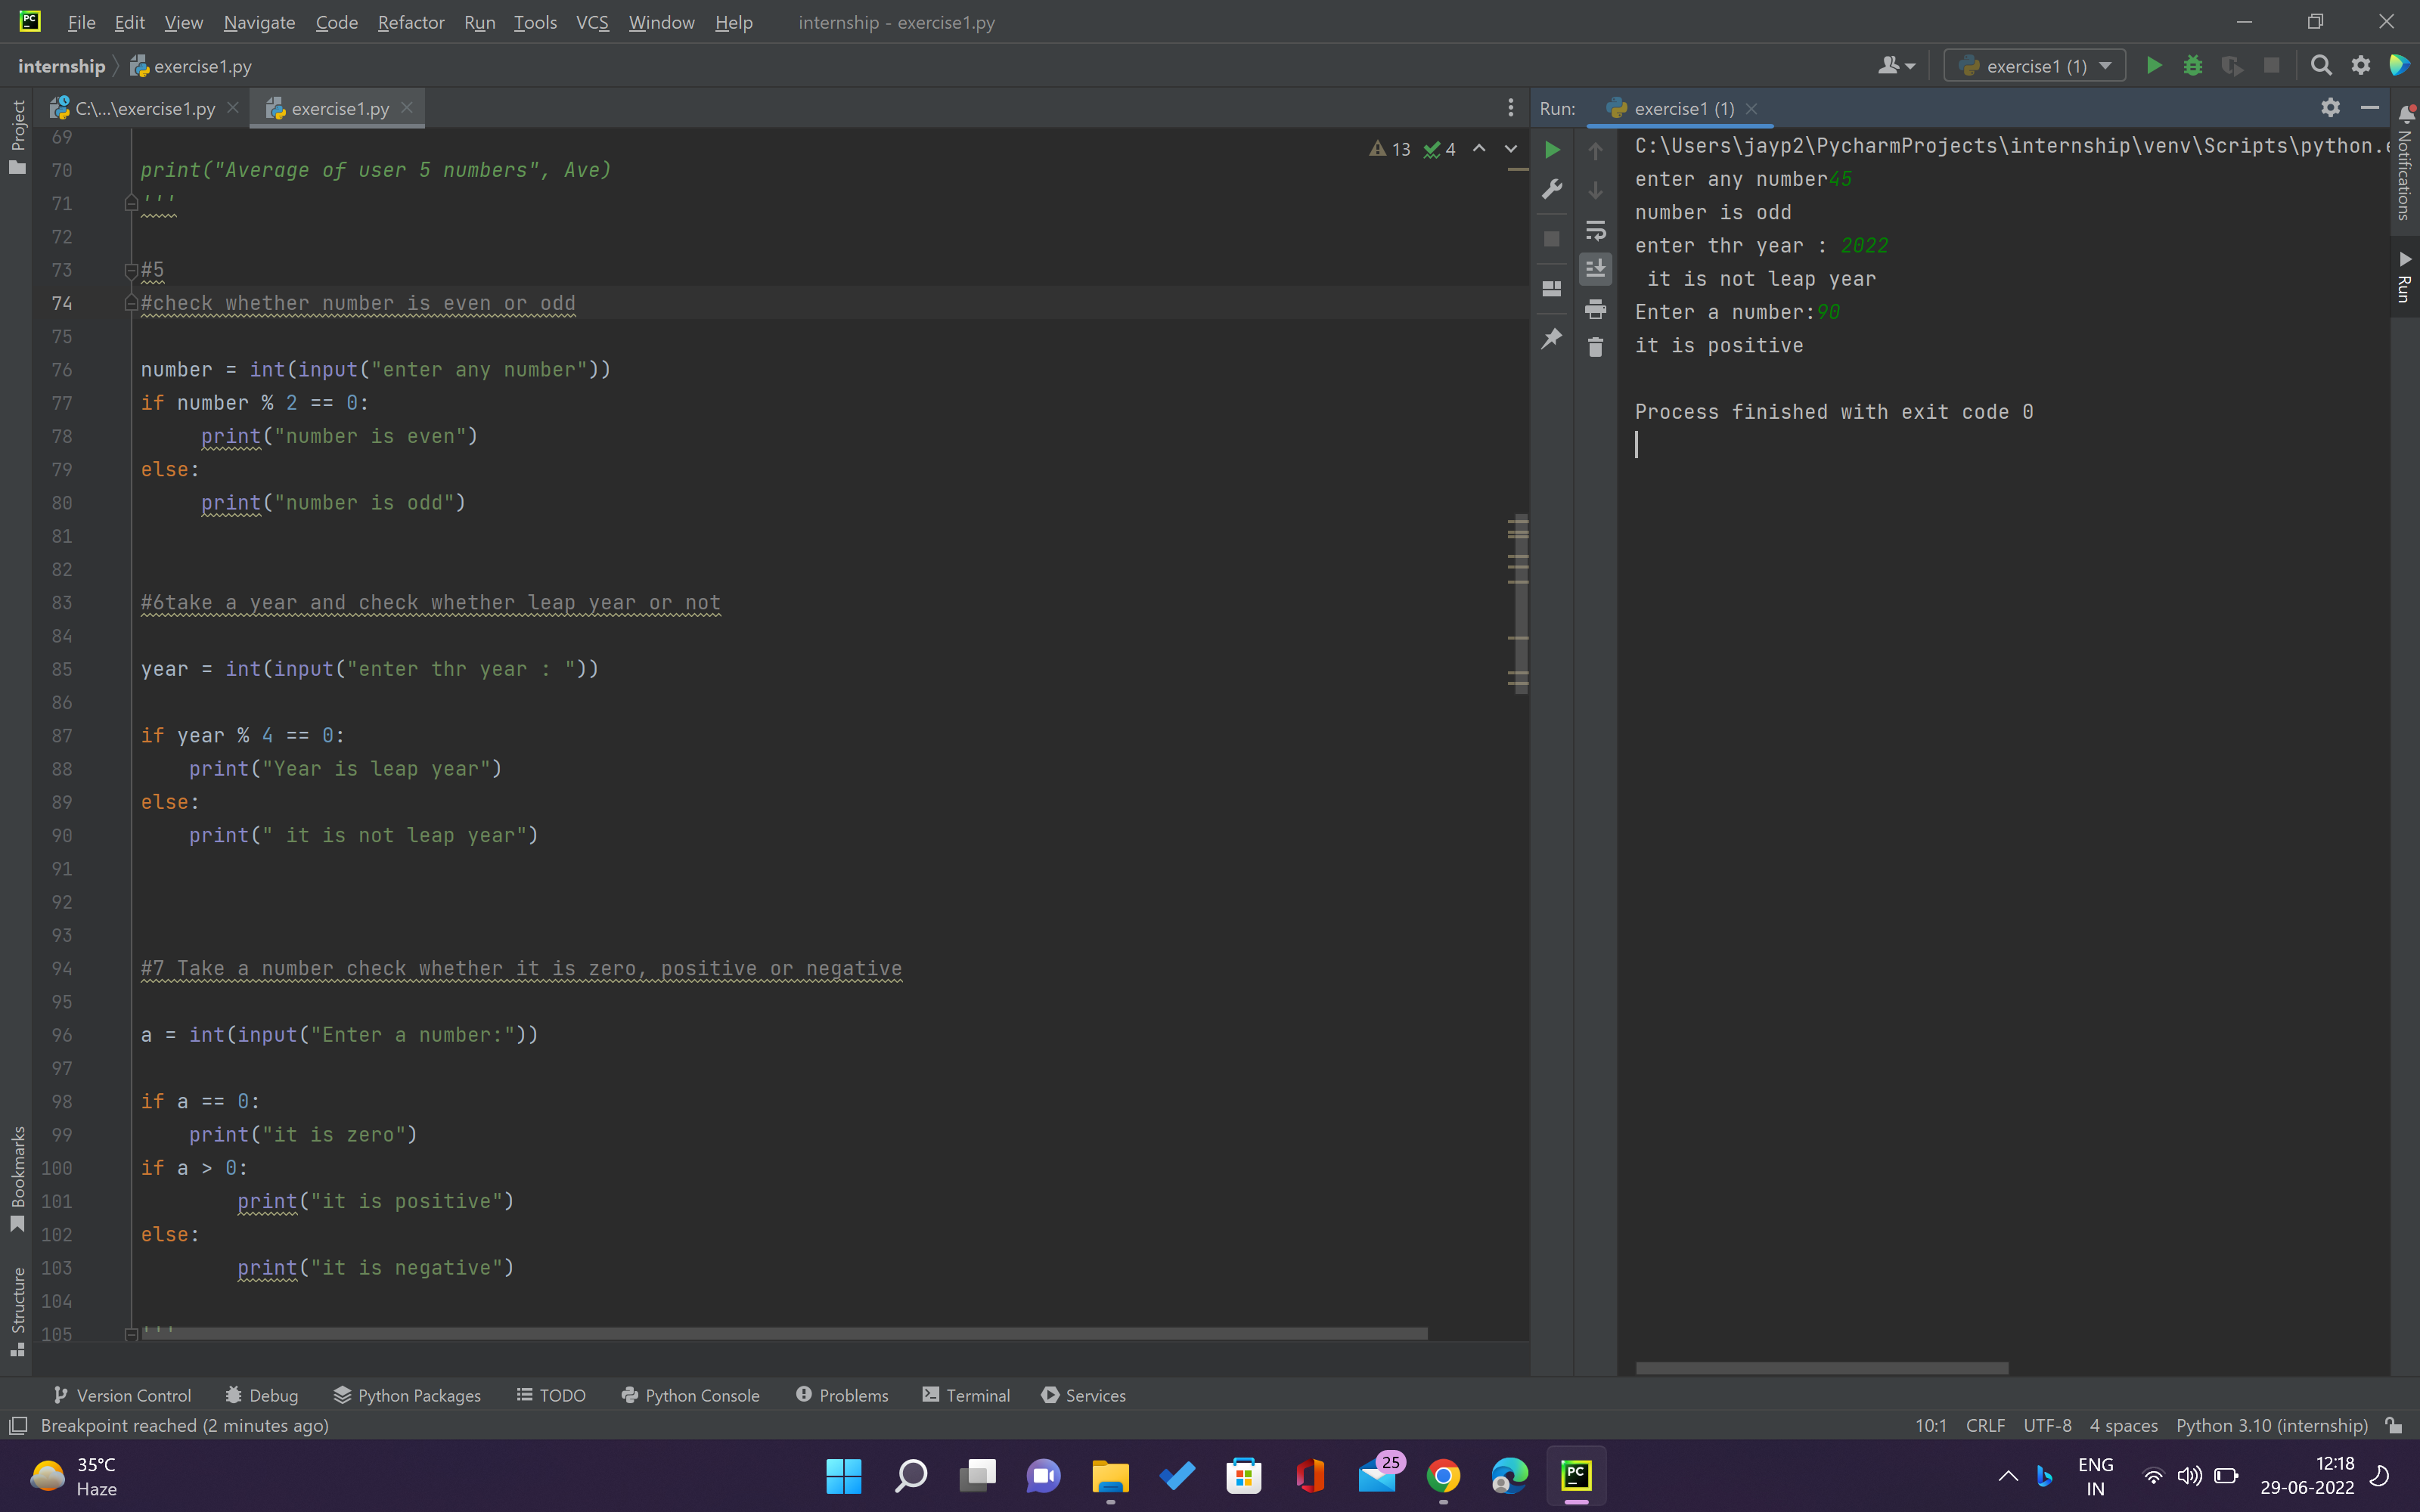 File Edit View Navigate Code Refactor Run Tools VCS Window Help internship - exercise1.py
internship exercise1.py
exercise1 (1)
C:\...\exercise1.py
exercise1.py
Run: exercise1 (1)
Project
Bookmarks
Structure
13 4
69
70 print("Average of user 5 numbers", Ave)
71 '''
72
73 #5
74 #check whether number is even or odd
75
76 number = int(input("enter any number"))
77 if number % 2 == 0:
78 print("number is even")
79 else:
80 print("number is odd")
81
82
83 #6take a year and check whether leap year or not
84
85 year = int(input("enter thr year : "))
86
87 if year % 4 == 0:
88 print("Year is leap year")
89 else:
90 print(" it is not leap year")
91
92
93
94 #7 Take a number check whether it is zero, positive or negative
95
96 a = int(input("Enter a number:"))
97
98 if a == 0:
99 print("it is zero")
100 if a > 0:
101 print("it is positive")
102 else:
103 print("it is negative")
104
105 '''
C:\Users\jayp2\PycharmProjects\internship\venv\Scripts\python.
enter any number45
number is odd
enter thr year : 2022
it is not leap year
Enter a number:90
it is positive
Process finished with exit code 0
Notifications
Run
Version Control Debug Python Packages TODO Python Console Problems Terminal Services
Breakpoint reached (2 minutes ago)
10:1 CRLF UTF-8 4 spaces Python 3.10 (internship)
35°C
Haze
25
PC
ENG
IN
12:18
29-06-2022